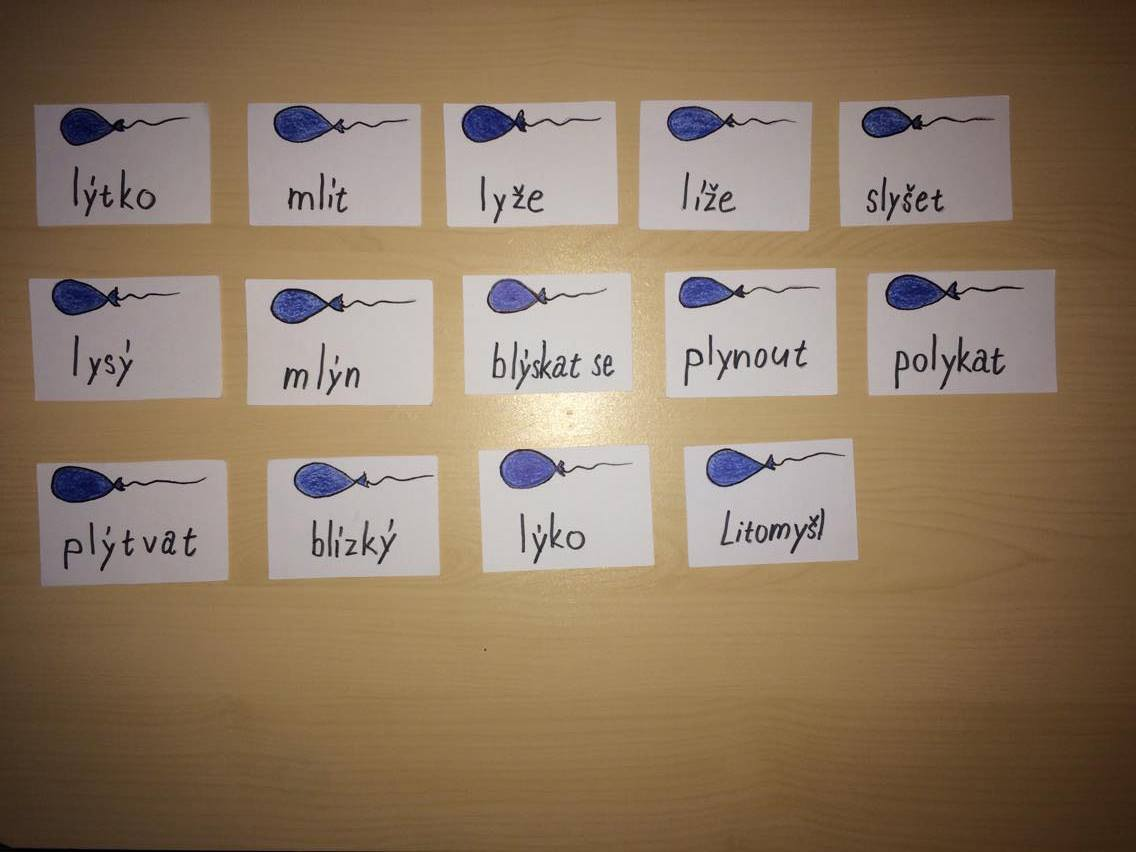 lýtko
mlít
lyže
líže
slyšet
lysý
mlýn
blýskat se
plynout
polykat
plýtvat
blízký
lýko
Litomyšl